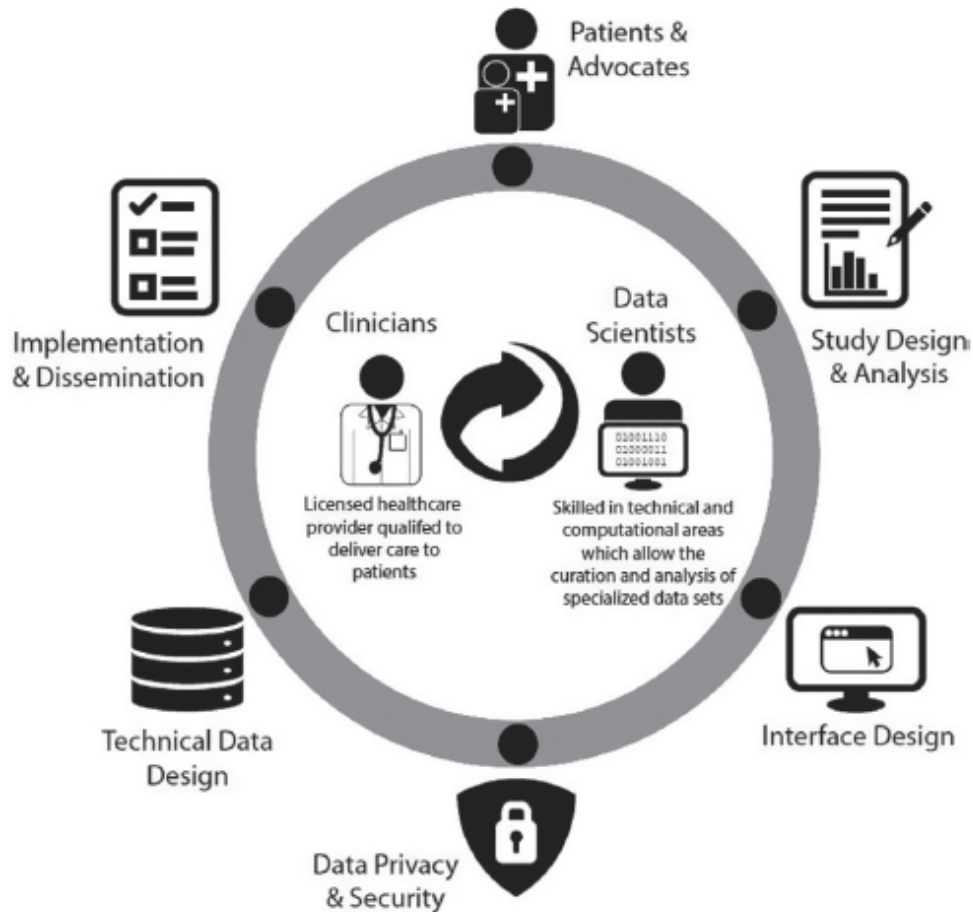 Patients &
Advocates
Implementation
& Dissemination
Study Design
& Analysis
Clinicians
Data
Scientists
01001110
01000011
01001001
Licensed healthcare
provider qualifed to
deliver care to
patients
Skilled in technical and
computational areas
which allow the
curation and analysis of
specialized data sets
Technical Data
Design
Interface Design
Data Privacy
& Security